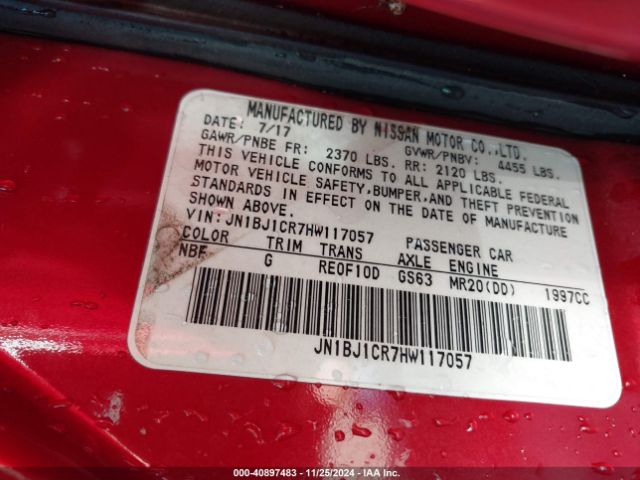 MANUFACTURED BY NISSAN MOTOR CO.,LTD.
DATE: 7/17 GVWR/PNBV: 4455 LBS.
GAWR/PNBE FR: 2370 LBS. RR: 2120 LBS.
THIS VEHICLE CONFORMS TO ALL APPLICABLE FEDERAL
MOTOR VEHICLE SAFETY,BUMPER,AND THEFT PREVENTION
STANDARDS IN EFFECT ON THE DATE OF MANUFACTURE
SHOWN ABOVE.
VIN: JN1BJ1CR7HW117057 PASSENGER CAR
COLOR TRIM TRANS AXLE ENGINE
NBF G RE0F10D GS63 MR20(DD) 1997CC
JN1BJ1CR7HW117057
000-40897483 — 11/25/2024 — IAA Inc.